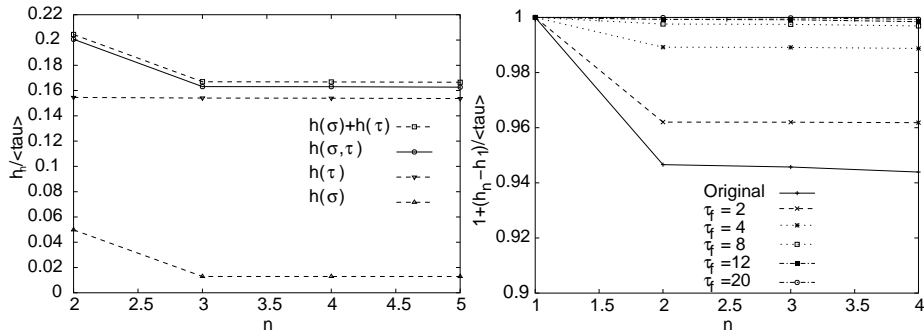 0.22
0.2
0.18
0.16
0.14
0.12
0.1
0.08
0.06
0.04
0.02
0
h_h/<tau>
h(σ)+h(τ)
h(σ,τ)
h(τ)
h(σ)
2 2.5 3 3.5 4 4.5 5
n
1
0.98
0.96
0.94
0.92
0.9
1+(h_n−h_1)/<tau>
Original
τ_f = 2
τ_f = 4
τ_f = 8
τ_f =12
τ_f =20
1 1.5 2 2.5 3 3.5 4
n